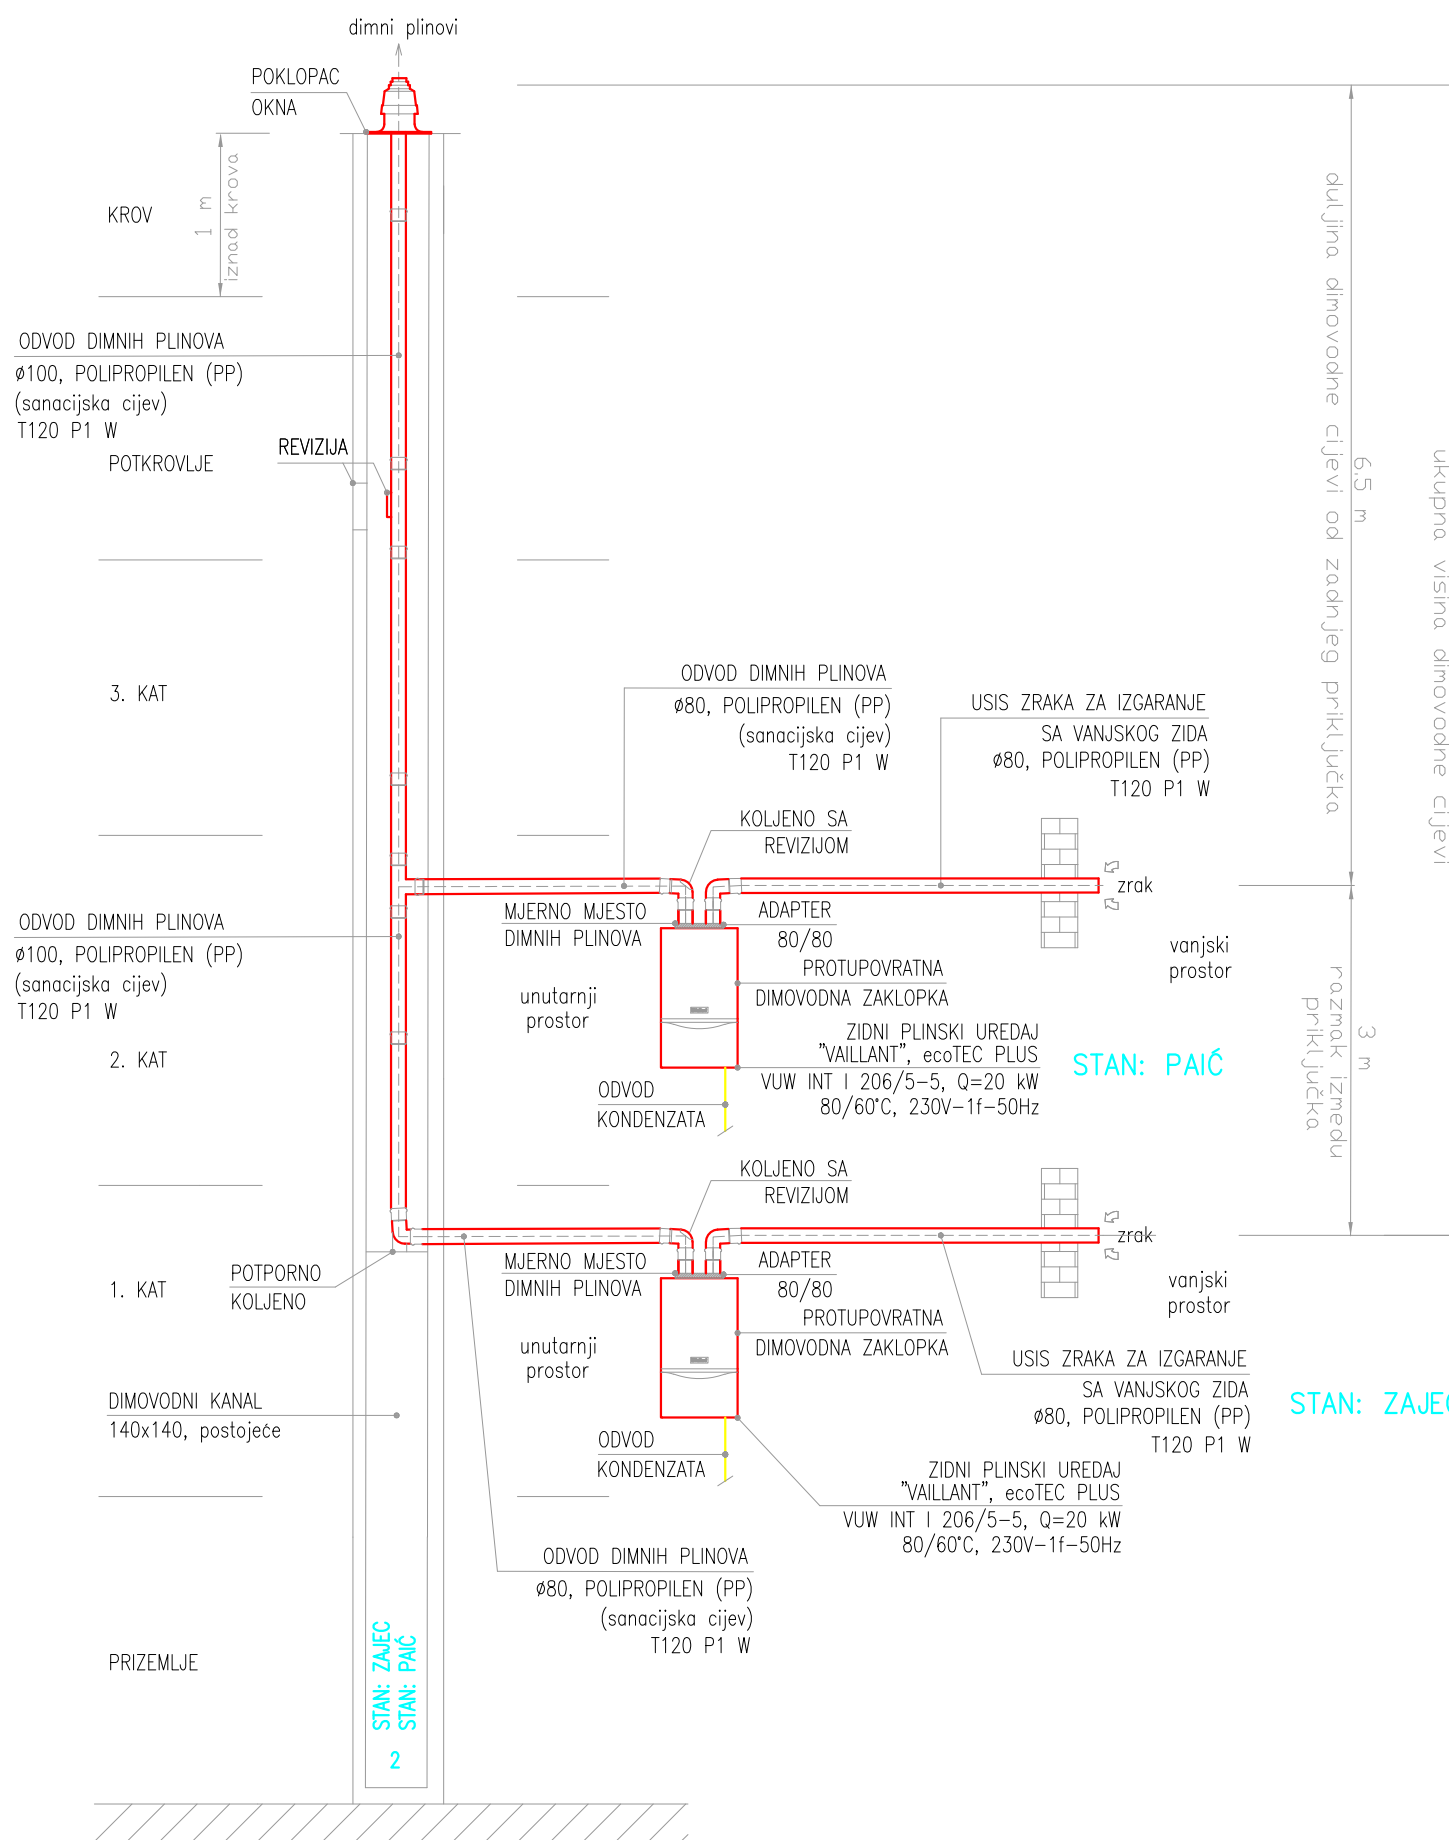 dimni plinovi
POKLOPAC
OKNA
KROV
1 m
iznad krova
ODVOD DIMNIH PLINOVA
ø100, POLIPROPILEN (PP)
(sanacijska cijev)
T120 P1 W
POTKROVLJE
REVIZIJA
duljina dimovodne cijevi od zadnjeg priključka
6,5 m
ukupna visina dimovodne cijevi
3. KAT
ODVOD DIMNIH PLINOVA
ø80, POLIPROPILEN (PP)
(sanacijska cijev)
T120 P1 W
USIS ZRAKA ZA IZGARANJE
SA VANJSKOG ZIDA
ø80, POLIPROPILEN (PP)
T120 P1 W
KOLJENO SA
REVIZIJOM
zrak
MJERNO MJESTO
DIMNIH PLINOVA
ADAPTER
80/80
ODVOD DIMNIH PLINOVA
ø100, POLIPROPILEN (PP)
(sanacijska cijev)
T120 P1 W
PROTUPOVRATNA
DIMOVODNA ZAKLOPKA
vanjski
prostor
unutarnji
prostor
ZIDNI PLINSKI UREDAJ
"VAILLANT", ecoTEC PLUS
VUW INT I 206/5-5, Q=20 kW
80/60°C, 230V-1f-50Hz
STAN: PAIĆ
razmak izmedu
priključka
3 m
2. KAT
ODVOD
KONDENZATA
KOLJENO SA
REVIZIJOM
zrak
MJERNO MJESTO
DIMNIH PLINOVA
ADAPTER
80/80
1. KAT
POTPORNO
KOLJENO
PROTUPOVRATNA
DIMOVODNA ZAKLOPKA
vanjski
prostor
unutarnji
prostor
USIS ZRAKA ZA IZGARANJE
SA VANJSKOG ZIDA
ø80, POLIPROPILEN (PP)
T120 P1 W
STAN: ZAJEC
DIMOVODNI KANAL
140x140, postojeće
ODVOD
KONDENZATA
ZIDNI PLINSKI UREDAJ
"VAILLANT", ecoTEC PLUS
VUW INT I 206/5-5, Q=20 kW
80/60°C, 230V-1f-50Hz
ODVOD DIMNIH PLINOVA
ø80, POLIPROPILEN (PP)
(sanacijska cijev)
T120 P1 W
PRIZEMLJE
STAN: ZAJEC
STAN: PAIĆ
2